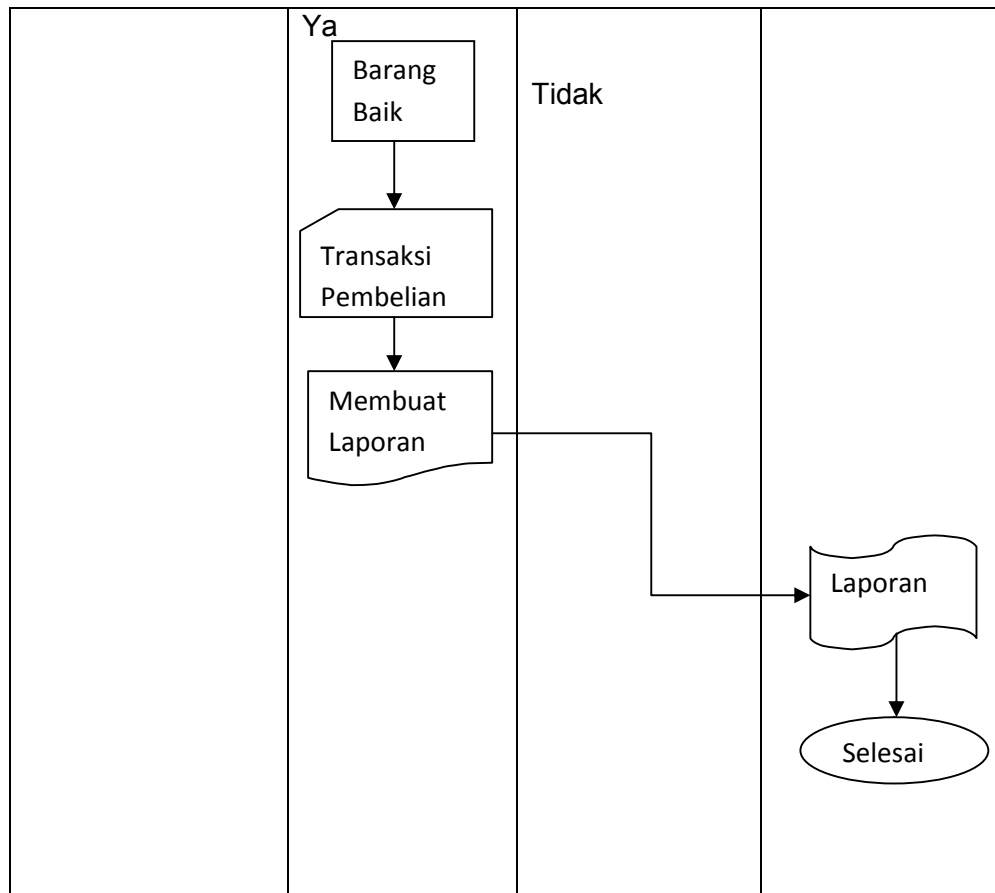 Ya
Barang
Baik
Tidak
Transaksi
Pembelian
Membuat
Laporan
Laporan
Selesai